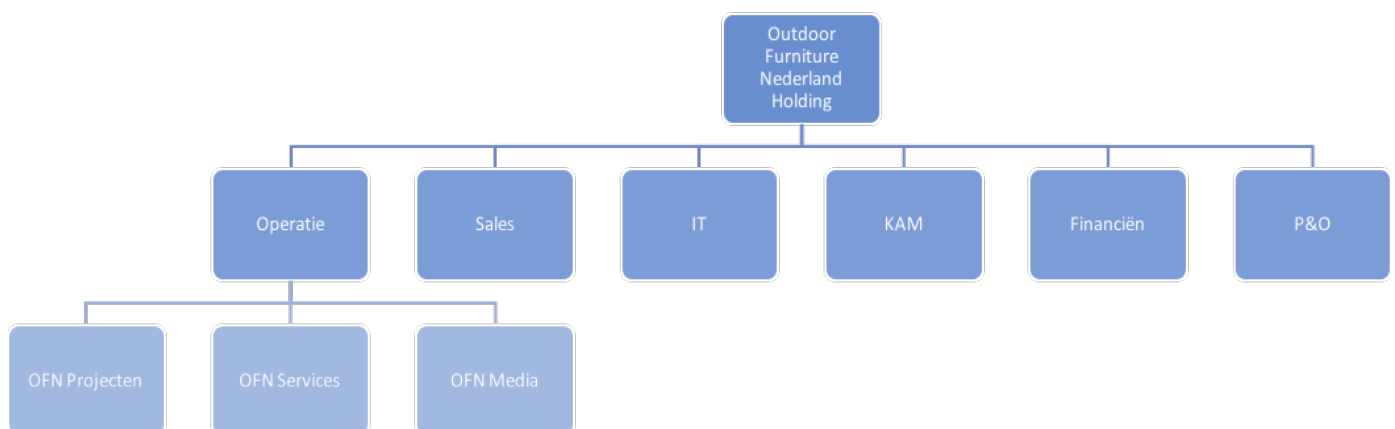 Outdoor
Furniture
Nederland
Holding
Operatie
Sales
IT
KAM
Financiën
P&O
OFN Projecten
OFN Services
OFN Media